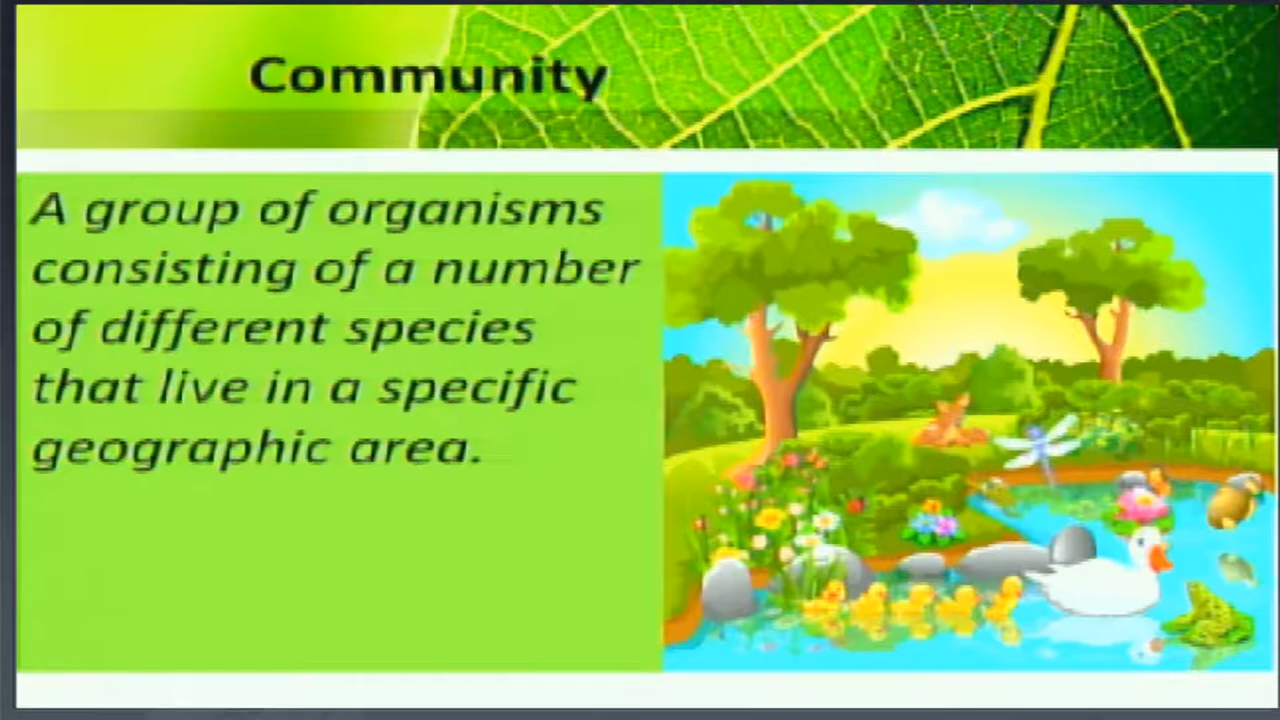 Community
A group of organisms
consisting of a number
of different species
that live in a specific
geographic area.